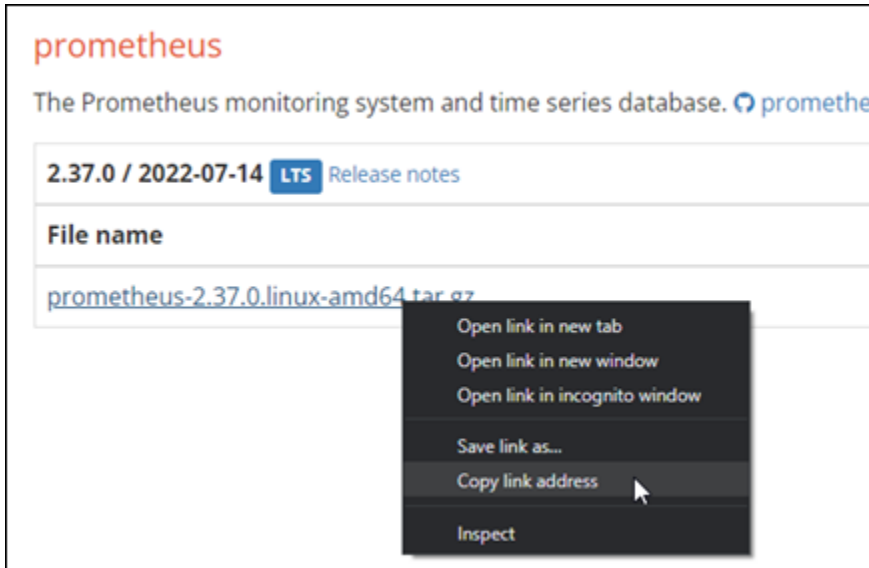 prometheus
The Prometheus monitoring system and time series database. promethe
2.37.0 / 2022-07-14 LTS Release notes
File name
prometheus-2.37.0.linux-amd64.tar.gz
Open link in new tab
Open link in new window
Open link in incognito window
Save link as...
Copy link address
Inspect